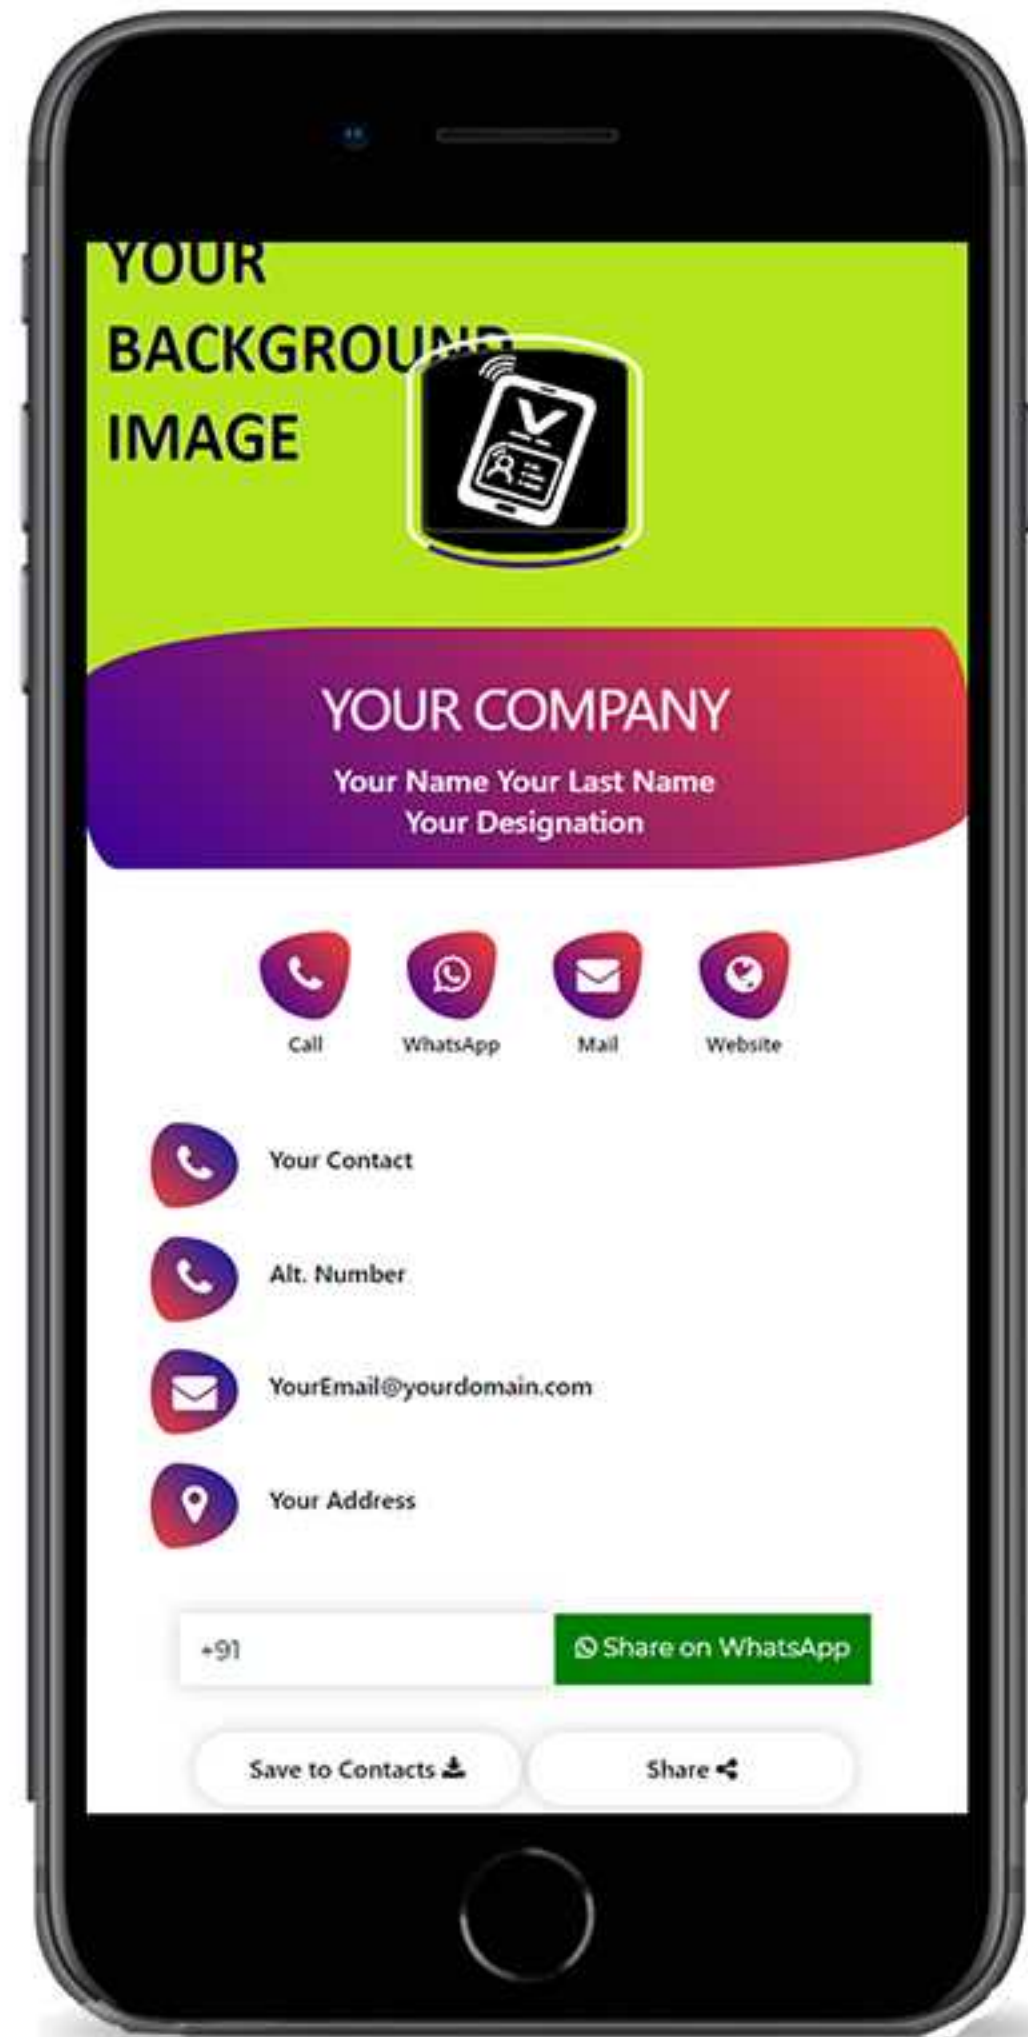 YOUR
BACKGROUND
IMAGE
YOUR COMPANY
Your Name Your Last Name
Your Designation
Call WhatsApp Mail Website
Your Contact
Alt. Number
YourEmail@yourdomain.com
Your Address
+91 Share on WhatsApp
Save to Contacts Share